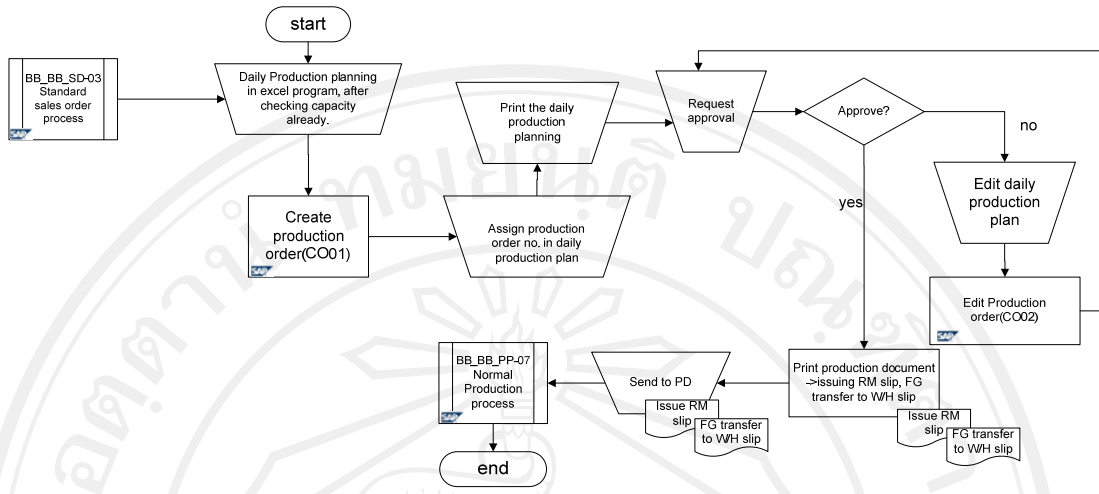 start
BB_BB_SD-03
Standard
sales order
process
SAP
Daily Production planning
in excel program, after
checking capacity
already.
Create
production
order(CO01)
SAP
Assign production
order no. in daily
production plan
Print the daily
production
planning
Request
approval
Approve?
no
yes
Edit daily
production
plan
Edit Production
order(CO02)
SAP
Print production document
->issuing RM slip, FG
transfer to W/H slip
Issue RM
slip
FG transfer
to W/H slip
Send to PD
Issue RM
slip
FG transfer
to W/H slip
BB_BB_PP-07
Normal
Production
process
SAP
end